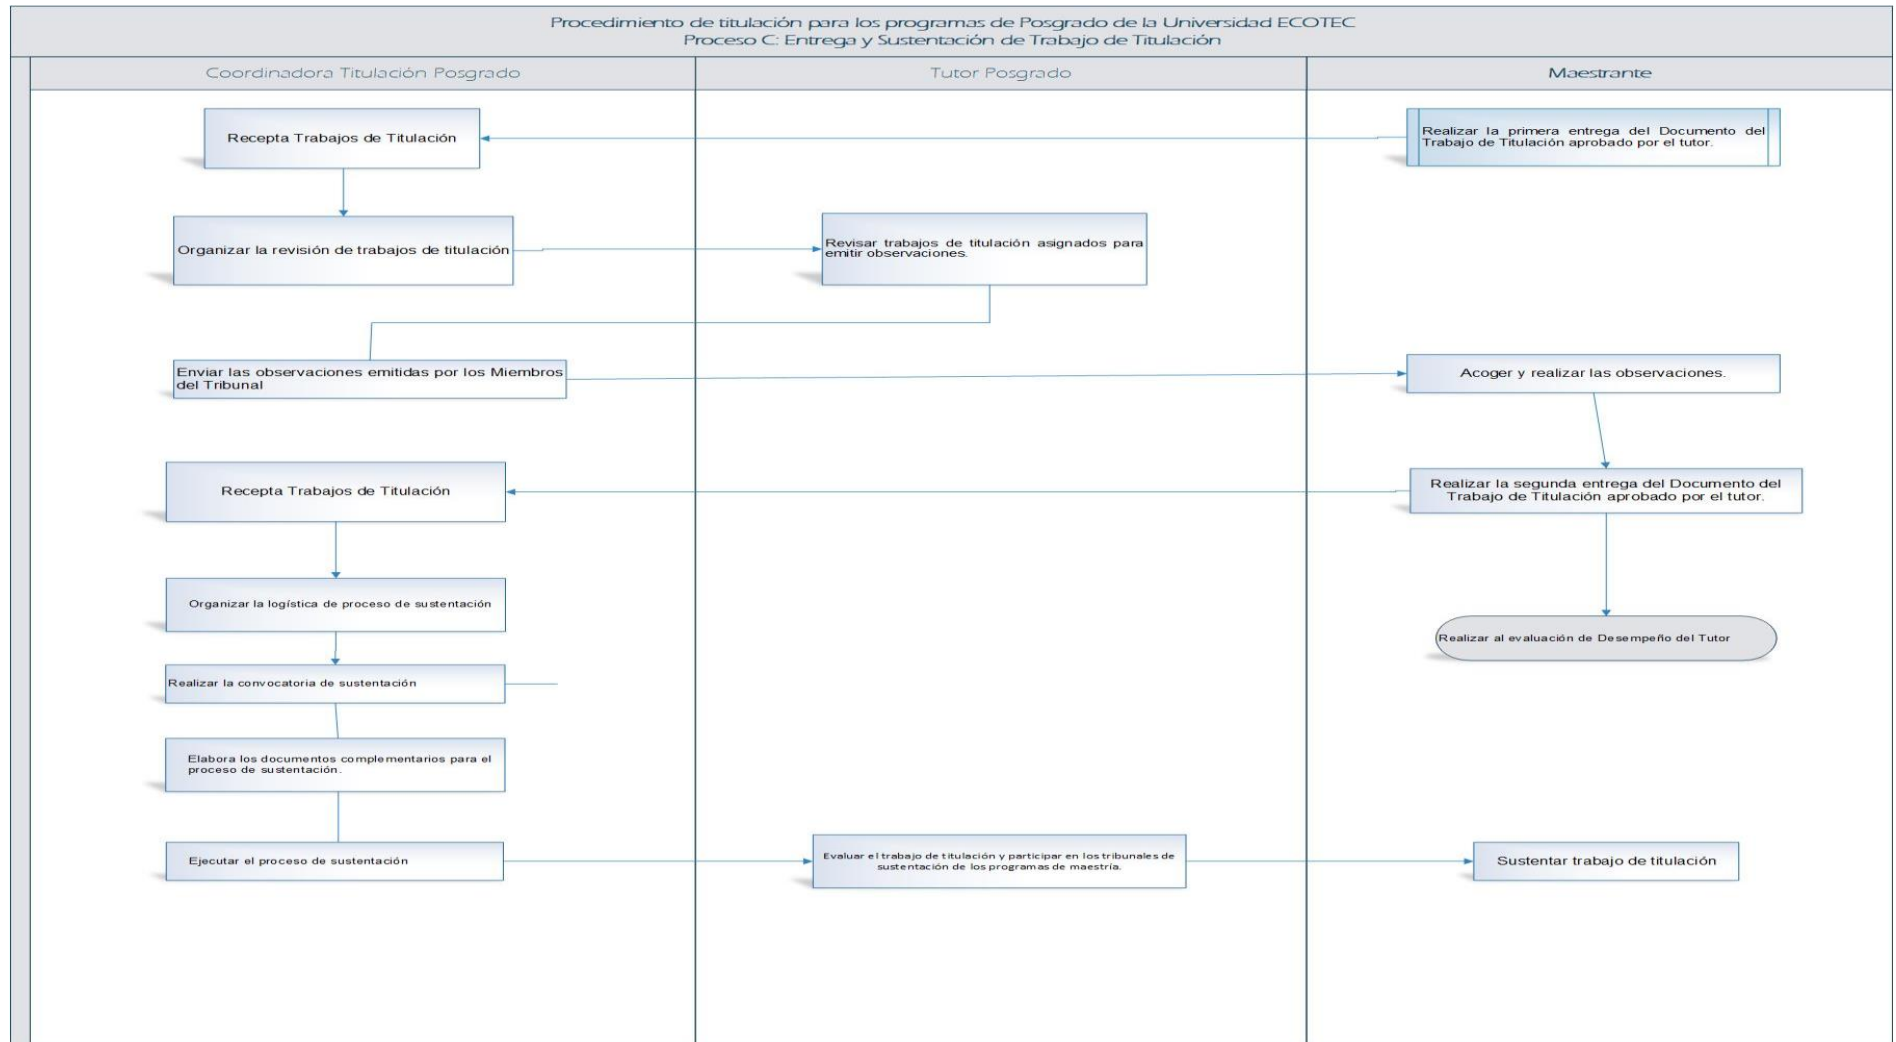 Procedimiento de titulación para los programas de Posgrado de la Universidad ECOTEC
Proceso C: Entrega y Sustentación de Trabajo de Titulación
Coordinadora Titulación Posgrado
Tutor Posgrado
Maestrante
Recepta Trabajos de Titulación
Realizar la primera entrega del Documento del
Trabajo de Titulación aprobado por el tutor.
Organizar la revisión de trabajos de titulación
Revisar trabajos de titulación asignados para
emitir observaciones.
Enviar las observaciones emitidas por los Miembros
del Tribunal
Acoger y realizar las observaciones.
Recepta Trabajos de Titulación
Realizar la segunda entrega del Documento del
Trabajo de Titulación aprobado por el tutor.
Organizar la logística de proceso de sustentación
Realizar al evaluación de Desempeño del Tutor
Realizar la convocatoria de sustentación
Elabora los documentos complementarios para el
proceso de sustentación.
Ejecutar el proceso de sustentación
Evaluar el trabajo de titulación y participar en los tribunales de
sustentación de los programas de maestría.
Sustentar trabajo de titulación